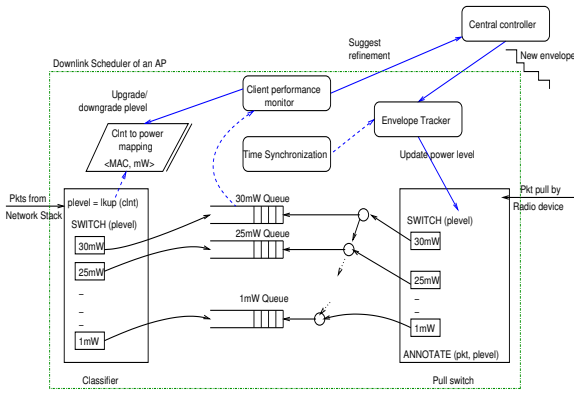 Central controller
Suggest
refinement
New envelope
Downlink Scheduler of an AP
Upgrade/
downgrade plevel
Client performance
monitor
Envelope Tracker
Clnt to power
mapping
<MAC, mW>
Time Synchronization
Update power level
Pkts from
Network Stack
plevel = lkup (clnt)
SWITCH (plevel)
30mW
25mW
1mW
Classifier
30mW Queue
25mW Queue
1mW Queue
Pkt pull by
Radio device
SWITCH (plevel)
30mW
25mW
1mW
ANNOTATE (pkt, plevel)
Pull switch